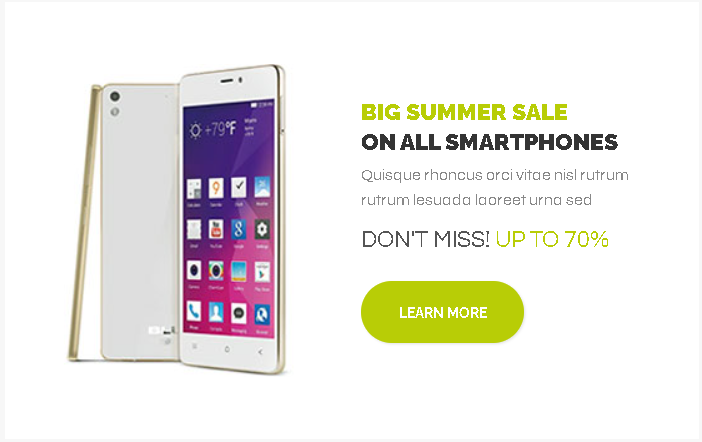 +79°F
BIG SUMMER SALE
ON ALL SMARTPHONES
Quisque rhoncus orci vitae nisl rutrum
rutrum lesuada laoreet urna sed
DON'T MISS! UP TO 70%
LEARN MORE